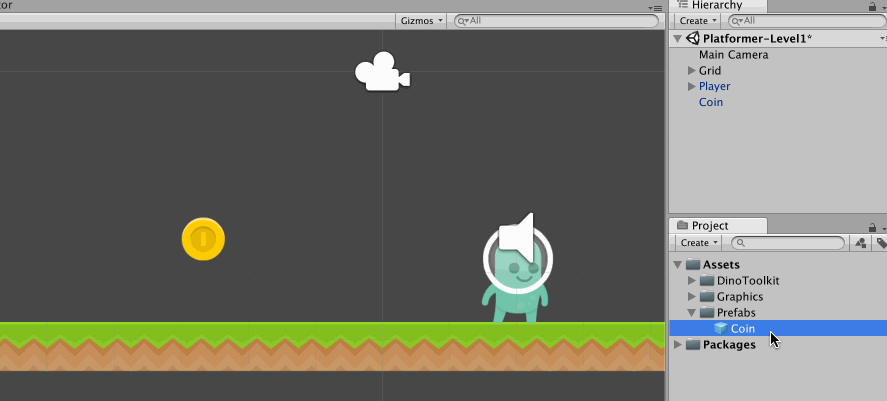 tor
Gizmos All
Hierarchy
Create All
Platformer-Level1*
Main Camera
Grid
Player
Coin
Project
Create
Assets
DinoToolkit
Graphics
Prefabs
Coin
Packages